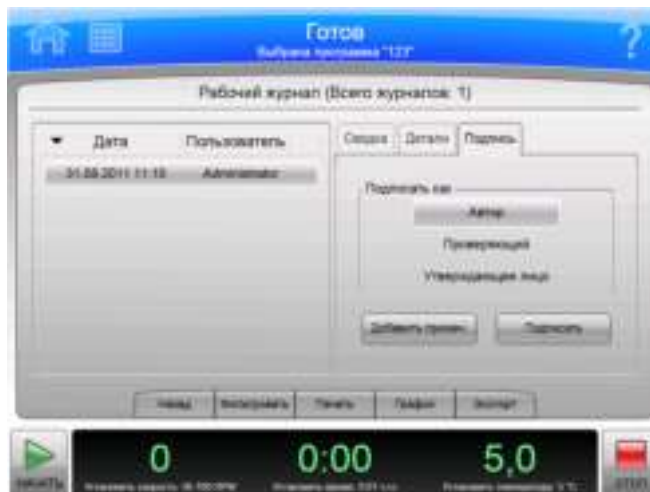 Готов
Выбрана программа "123"
?
Рабочий журнал (Всего журналов: 1)
Дата Пользователь
Сводка Детали Подпись
31.08.2011 11:10 Administrator
Подписать как
Автор
Проверяющий
Утверждающее лицо
Добавить примеч. Подписать
Назад Фильтровать Печать График Экспорт
0 0:00 5,0
НАЧАТЬ СТОП